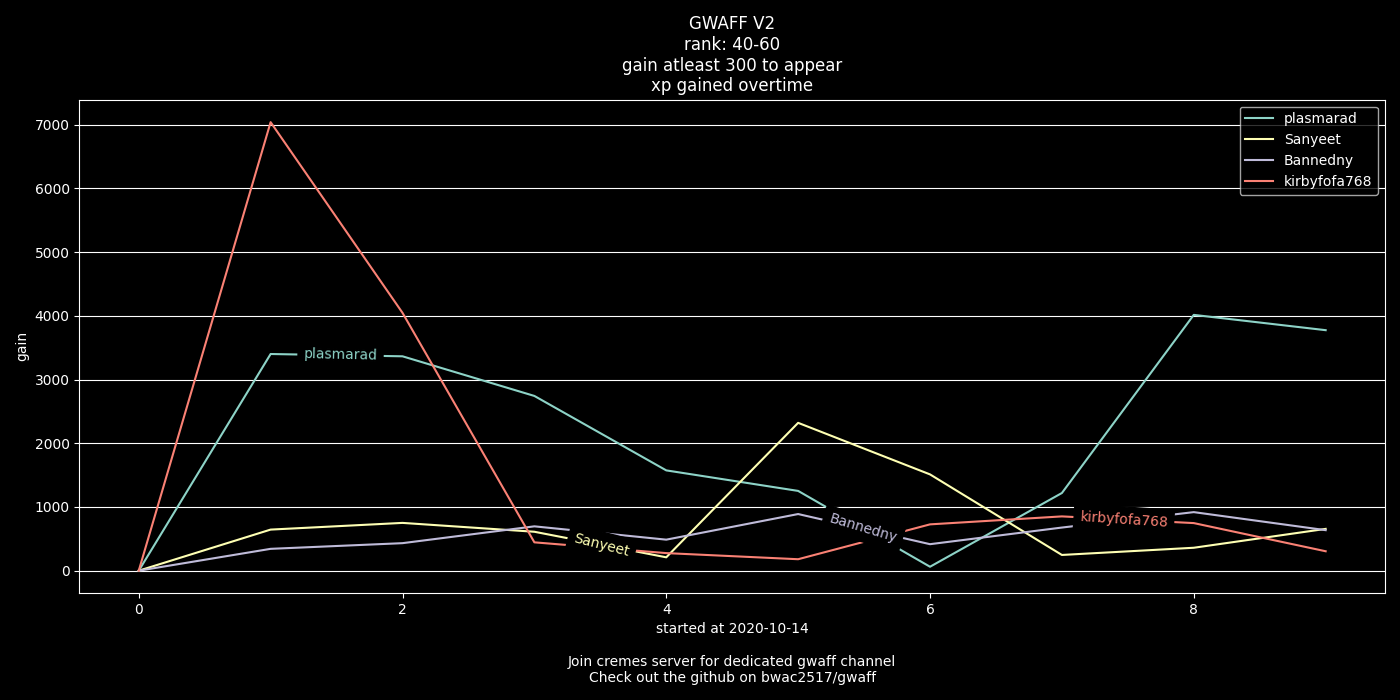 GWAFF V2
rank: 40-60
gain atleast 300 to appear
xp gained overtime
plasmarad
Sanyeet
Bannedny
kirbyfofa768
7000
6000
5000
4000
3000
2000
1000
0
gain
plasmarad
Sanyeet
Bannedny
kirbyfofa768
0 2 4 6 8
started at 2020-10-14
Join cremes server for dedicated gwaff channel
Check out the github on bwac2517/gwaff